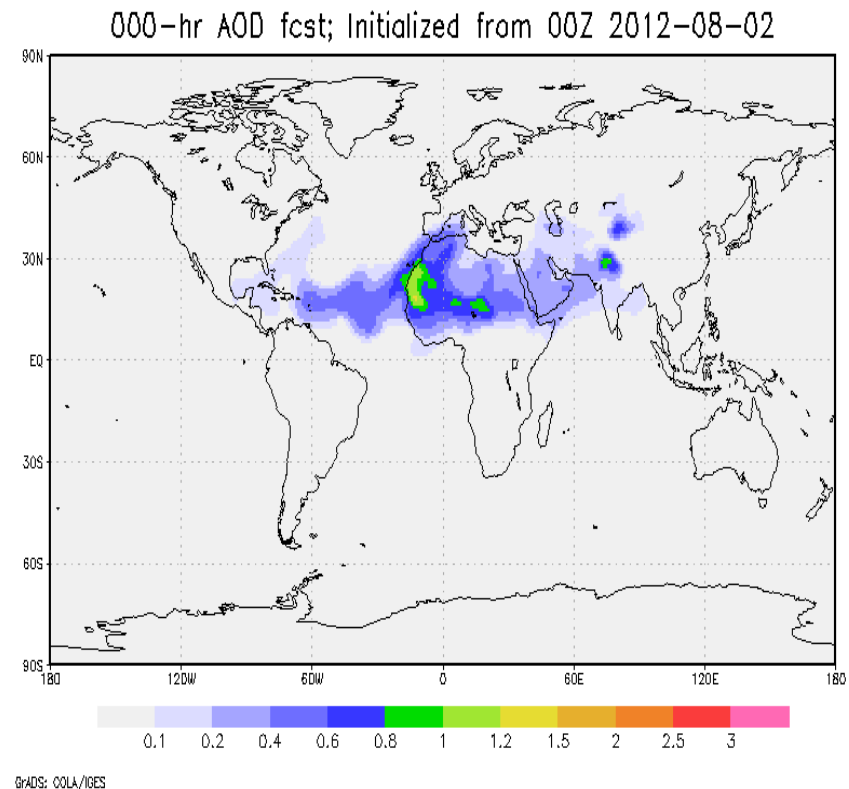 000-hr AOD fcst; Initialized from 00Z 2012-08-02
90N
60N
30N
EQ
30S
60S
90S
180 120W 60W 0 60E 120E 180
0.1 0.2 0.4 0.6 0.8 1 1.2 1.5 2 2.5 3
GrADS: COLA/IGES